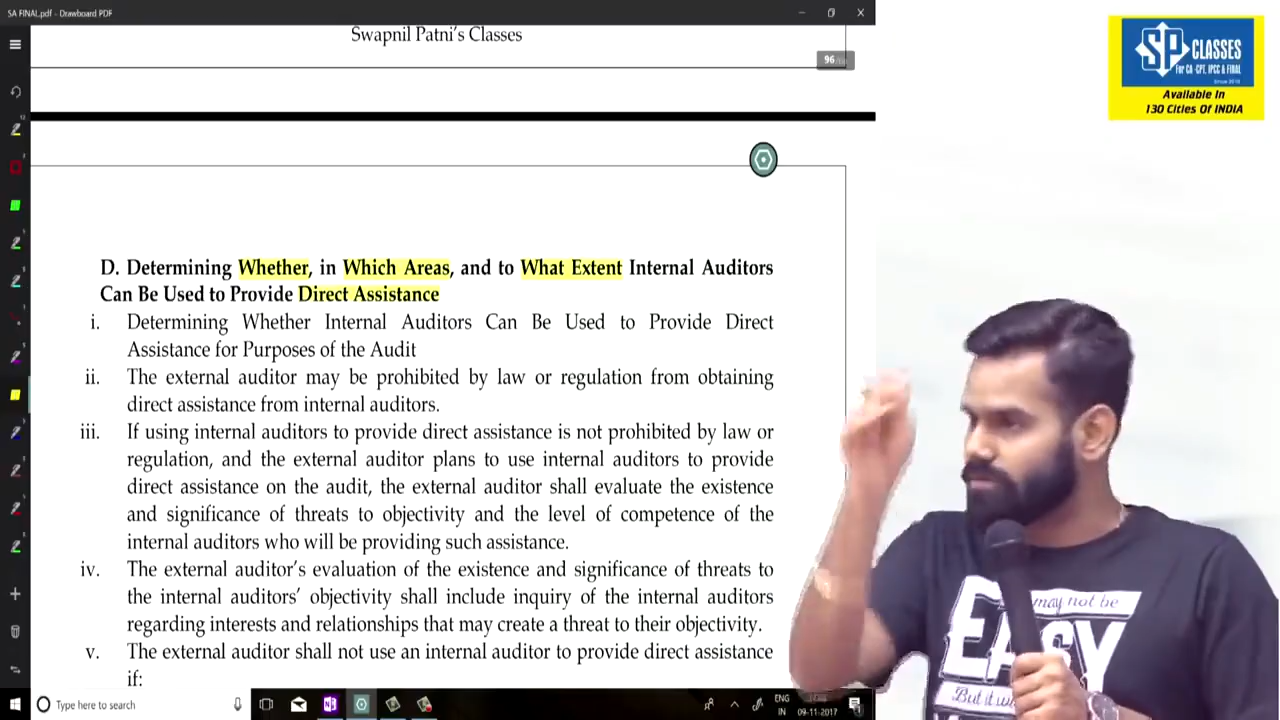 SA FINAL.pdf - Drawboard PDF
Swapnil Patni's Classes
96
SP CLASSES
For CA -CPT, IPCC & FINAL
Available In
130 Cities Of INDIA
D. Determining Whether, in Which Areas, and to What Extent Internal Auditors
Can Be Used to Provide Direct Assistance
i. Determining Whether Internal Auditors Can Be Used to Provide Direct
Assistance for Purposes of the Audit
ii. The external auditor may be prohibited by law or regulation from obtaining
direct assistance from internal auditors.
iii. If using internal auditors to provide direct assistance is not prohibited by law or
regulation, and the external auditor plans to use internal auditors to provide
direct assistance on the audit, the external auditor shall evaluate the existence
and significance of threats to objectivity and the level of competence of the
internal auditors who will be providing such assistance.
iv. The external auditor's evaluation of the existence and significance of threats to
the internal auditors' objectivity shall include inquiry of the internal auditors
regarding interests and relationships that may create a threat to their objectivity.
v. The external auditor shall not use an internal auditor to provide direct assistance
if:
may not be
EASY
But it
Type here to search
ENG
IN
09-11-2017